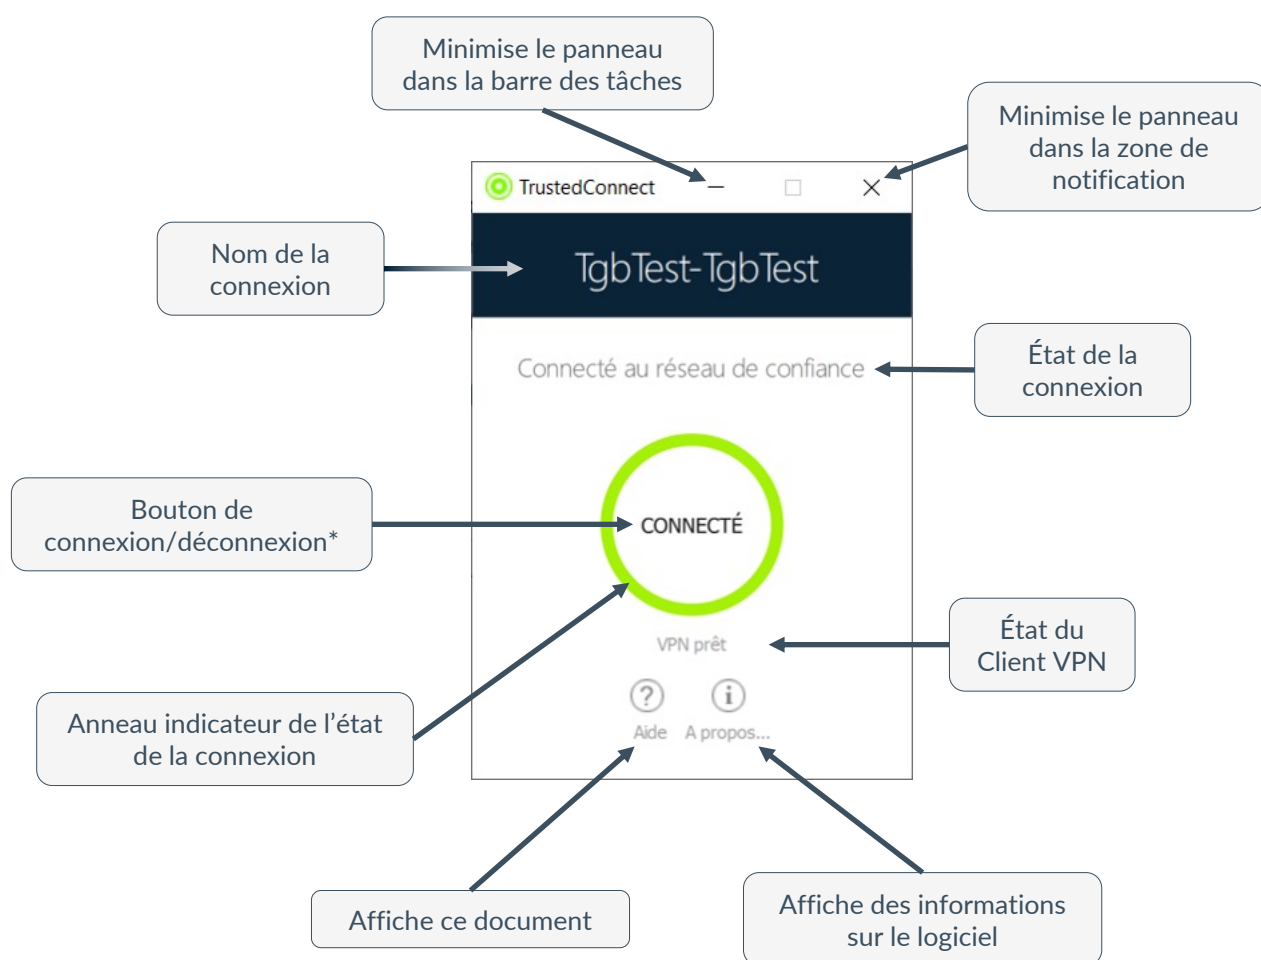 Minimise le panneau
dans la barre des tâches
Minimise le panneau
dans la zone de
notification
TrustedConnect
Nom de la
connexion
TgbTest-TgbTest
Connecté au réseau de confiance
État de la
connexion
Bouton de
connexion/déconnexion*
CONNECTÉ
VPN prêt
État du
Client VPN
Anneau indicateur de l’état
de la connexion
?
i
Aide
A propos...
Affiche ce document
Affiche des informations
sur le logiciel